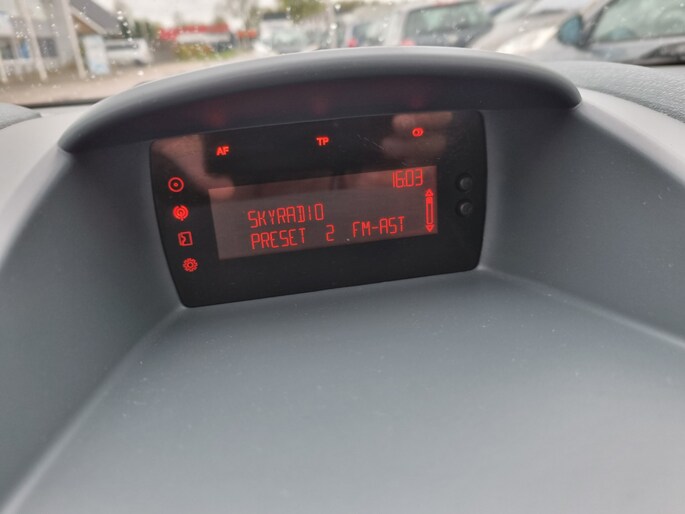 AF TP
16:03
SKYRADIO
PRESET 2 FM-AST